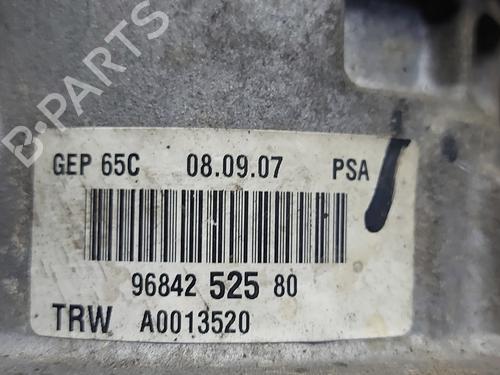 B-PARTS
GEP 65C 08.09.07 PSA
96842 525 80
TRW A0013520